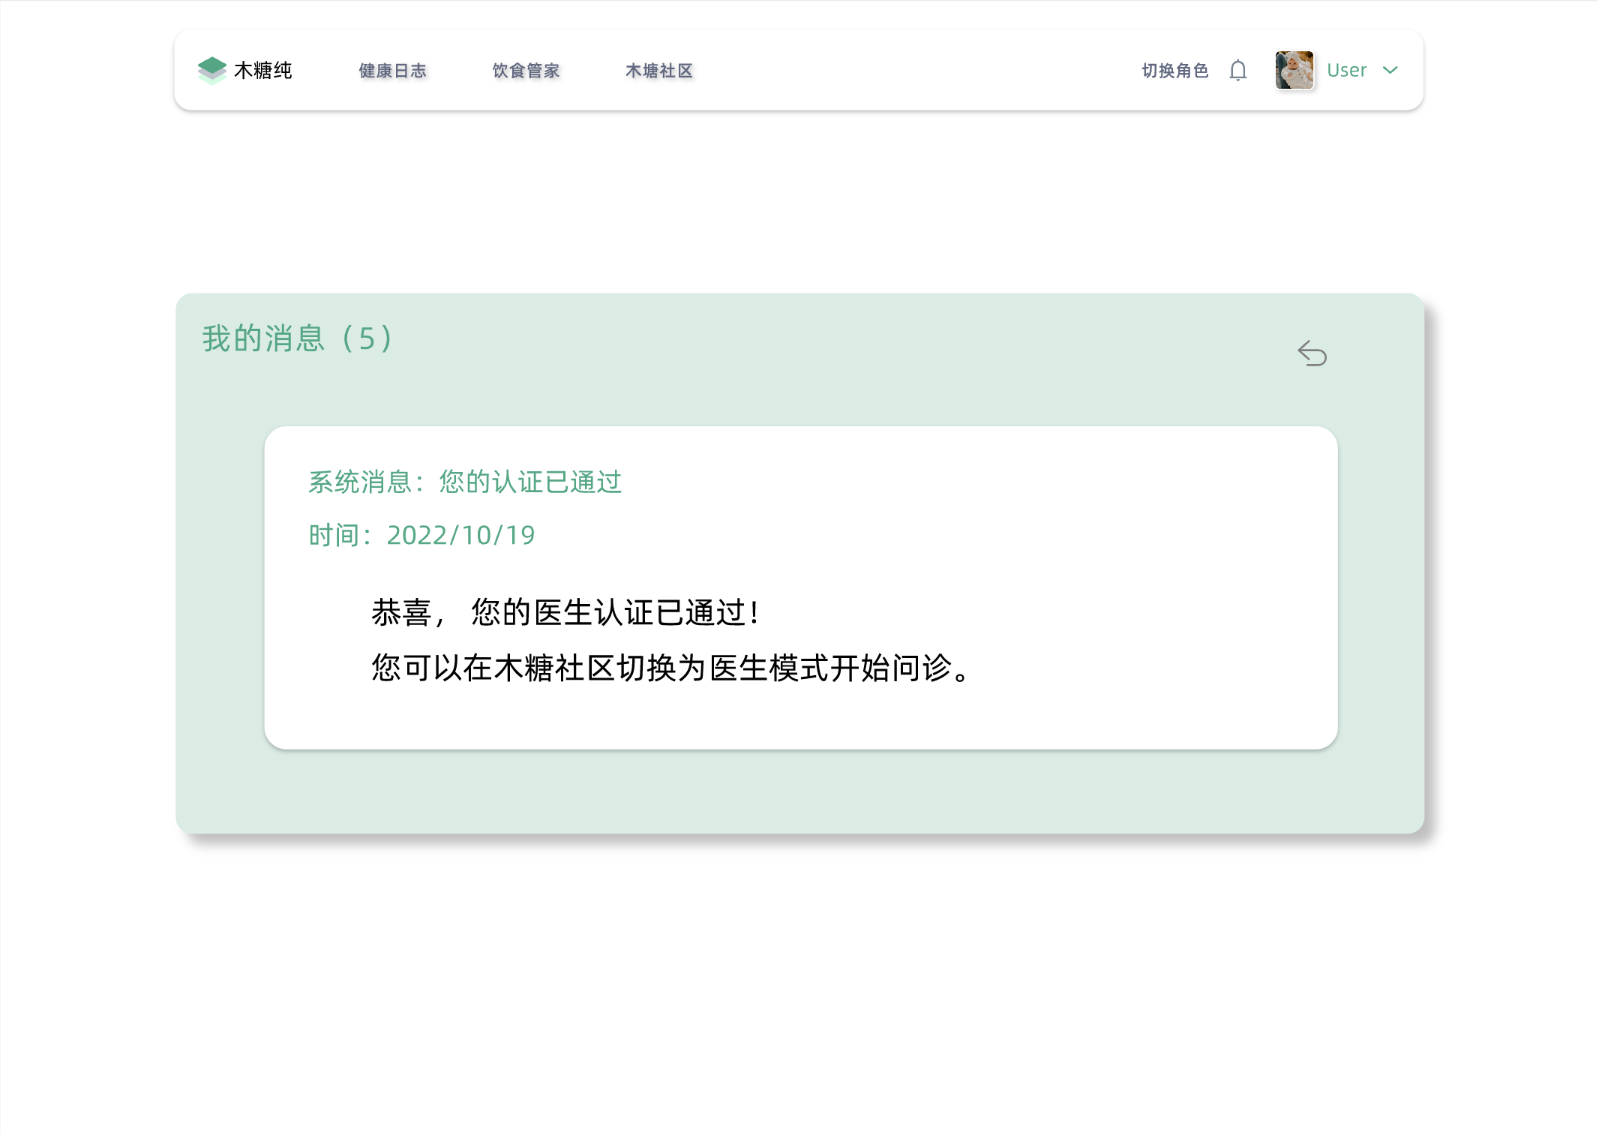 木糖纯 健康日志 饮食管家 木塘社区 切换角色 User
我的消息（5）
系统消息：您的认证已通过
时间：2022/10/19
恭喜， 您的医生认证已通过！
您可以在木糖社区切换为医生模式开始问诊。